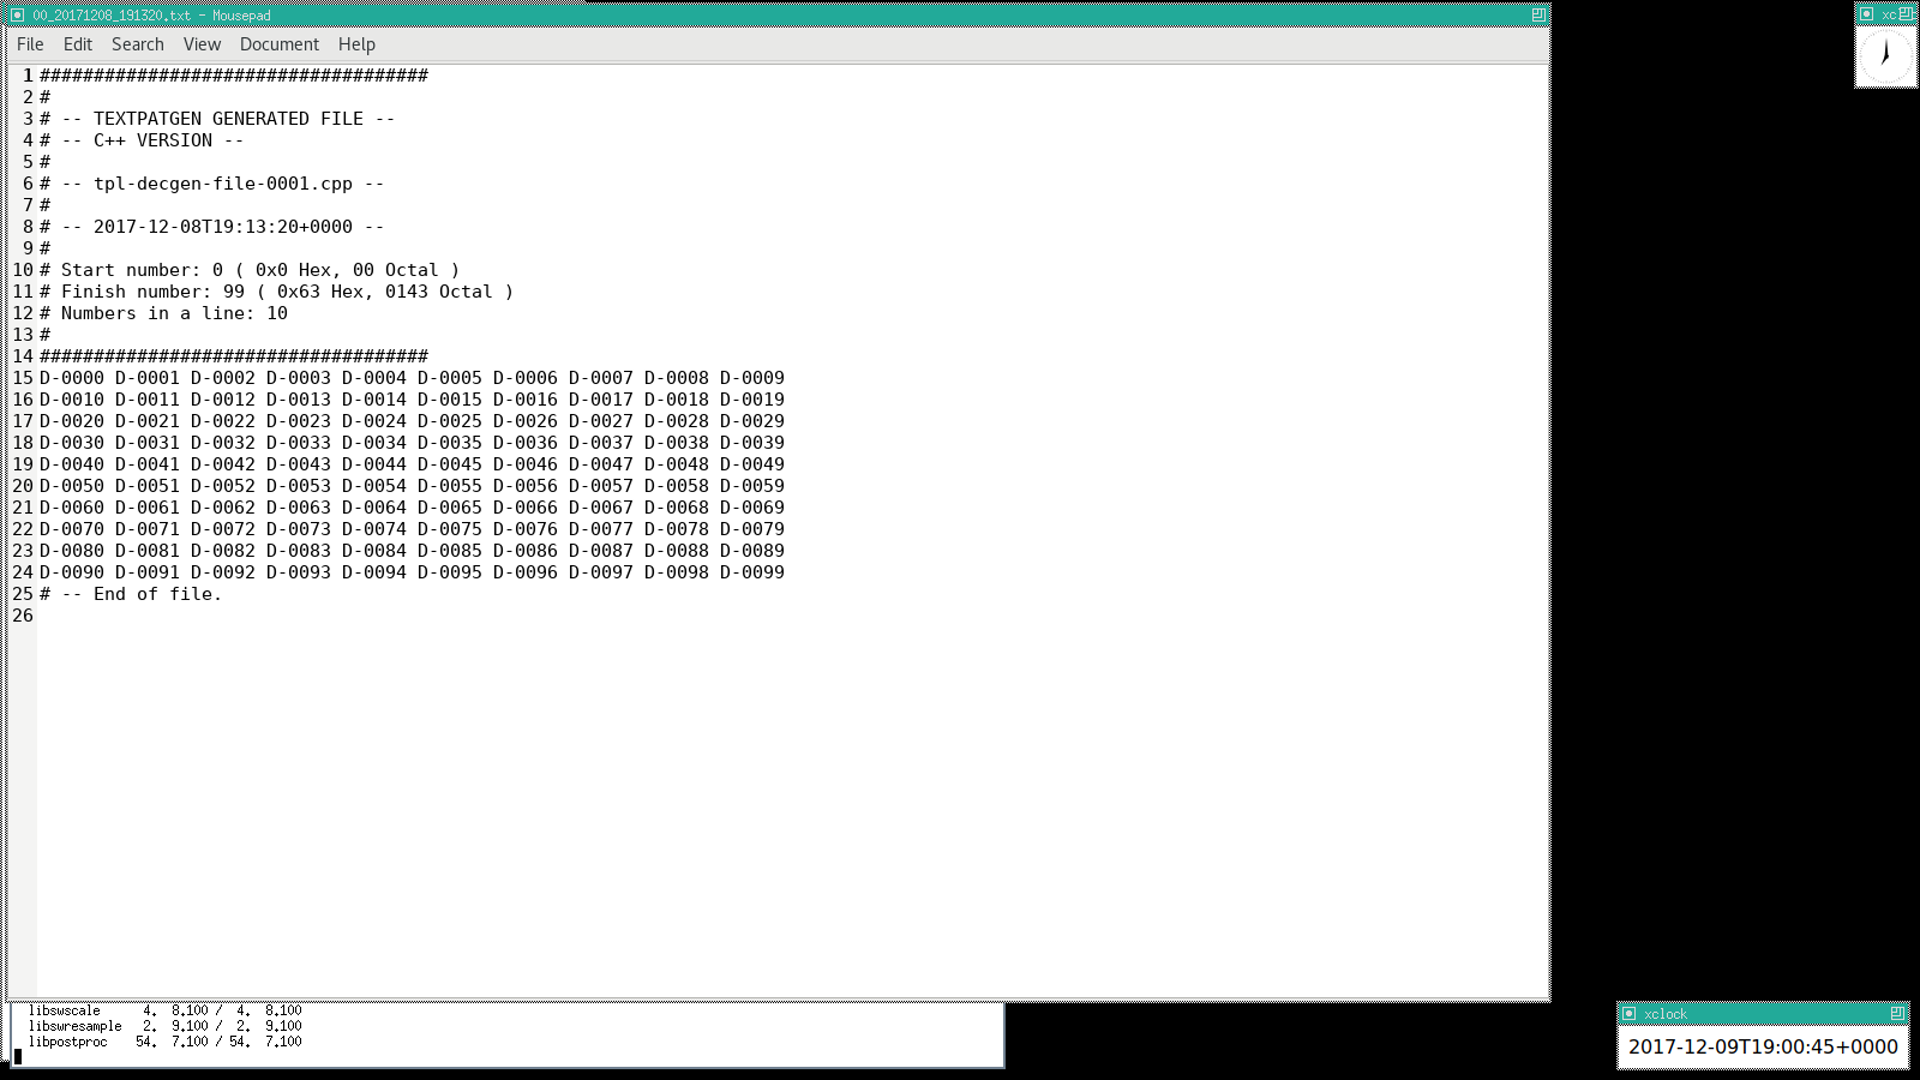 00_20171208_191320.txt - Mousepad
File Edit Search View Document Help
1 ####################################
2 #
3 # -- TEXTPATGEN GENERATED FILE --
4 # -- C++ VERSION --
5 #
6 # -- tpl-decgen-file-0001.cpp --
7 #
8 # -- 2017-12-08T19:13:20+0000 --
9 #
10 # Start number: 0 ( 0x0 Hex, 00 Octal )
11 # Finish number: 99 ( 0x63 Hex, 0143 Octal )
12 # Numbers in a line: 10
13 #
14 ####################################
15 D-0000 D-0001 D-0002 D-0003 D-0004 D-0005 D-0006 D-0007 D-0008 D-0009
16 D-0010 D-0011 D-0012 D-0013 D-0014 D-0015 D-0016 D-0017 D-0018 D-0019
17 D-0020 D-0021 D-0022 D-0023 D-0024 D-0025 D-0026 D-0027 D-0028 D-0029
18 D-0030 D-0031 D-0032 D-0033 D-0034 D-0035 D-0036 D-0037 D-0038 D-0039
19 D-0040 D-0041 D-0042 D-0043 D-0044 D-0045 D-0046 D-0047 D-0048 D-0049
20 D-0050 D-0051 D-0052 D-0053 D-0054 D-0055 D-0056 D-0057 D-0058 D-0059
21 D-0060 D-0061 D-0062 D-0063 D-0064 D-0065 D-0066 D-0067 D-0068 D-0069
22 D-0070 D-0071 D-0072 D-0073 D-0074 D-0075 D-0076 D-0077 D-0078 D-0079
23 D-0080 D-0081 D-0082 D-0083 D-0084 D-0085 D-0086 D-0087 D-0088 D-0089
24 D-0090 D-0091 D-0092 D-0093 D-0094 D-0095 D-0096 D-0097 D-0098 D-0099
25 # -- End of file.
26
libswscale 4. 8.100 / 4. 8.100
libswresample 2. 9.100 / 2. 9.100
libpostproc 54. 7.100 / 54. 7.100
xc
xclock
2017-12-09T19:00:45+0000